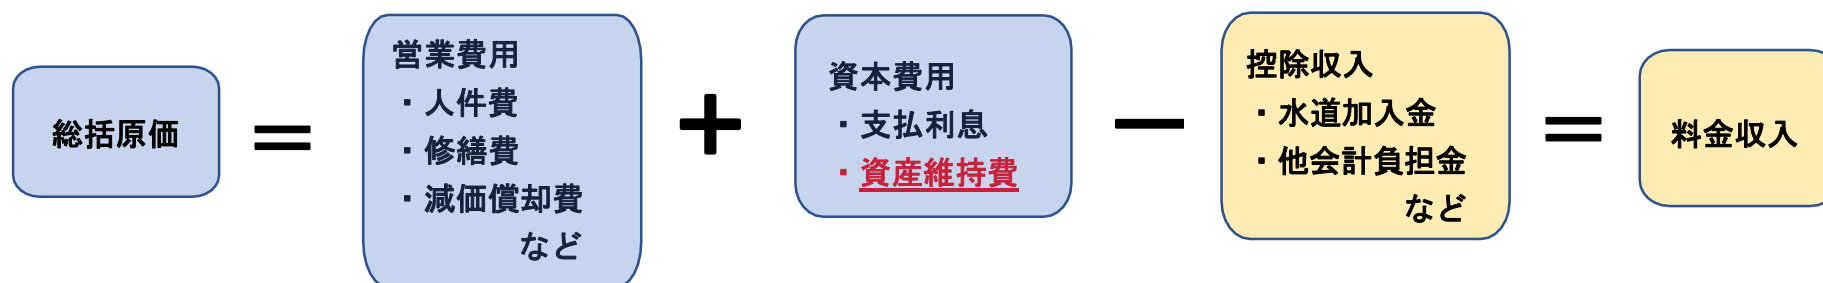 総括原価
＝
営業費用
・人件費
・修繕費
・減価償却費
など
＋
資本費用
・支払利息
・資産維持費
－
控除収入
・水道加入金
・他会計負担金
など
＝
料金収入